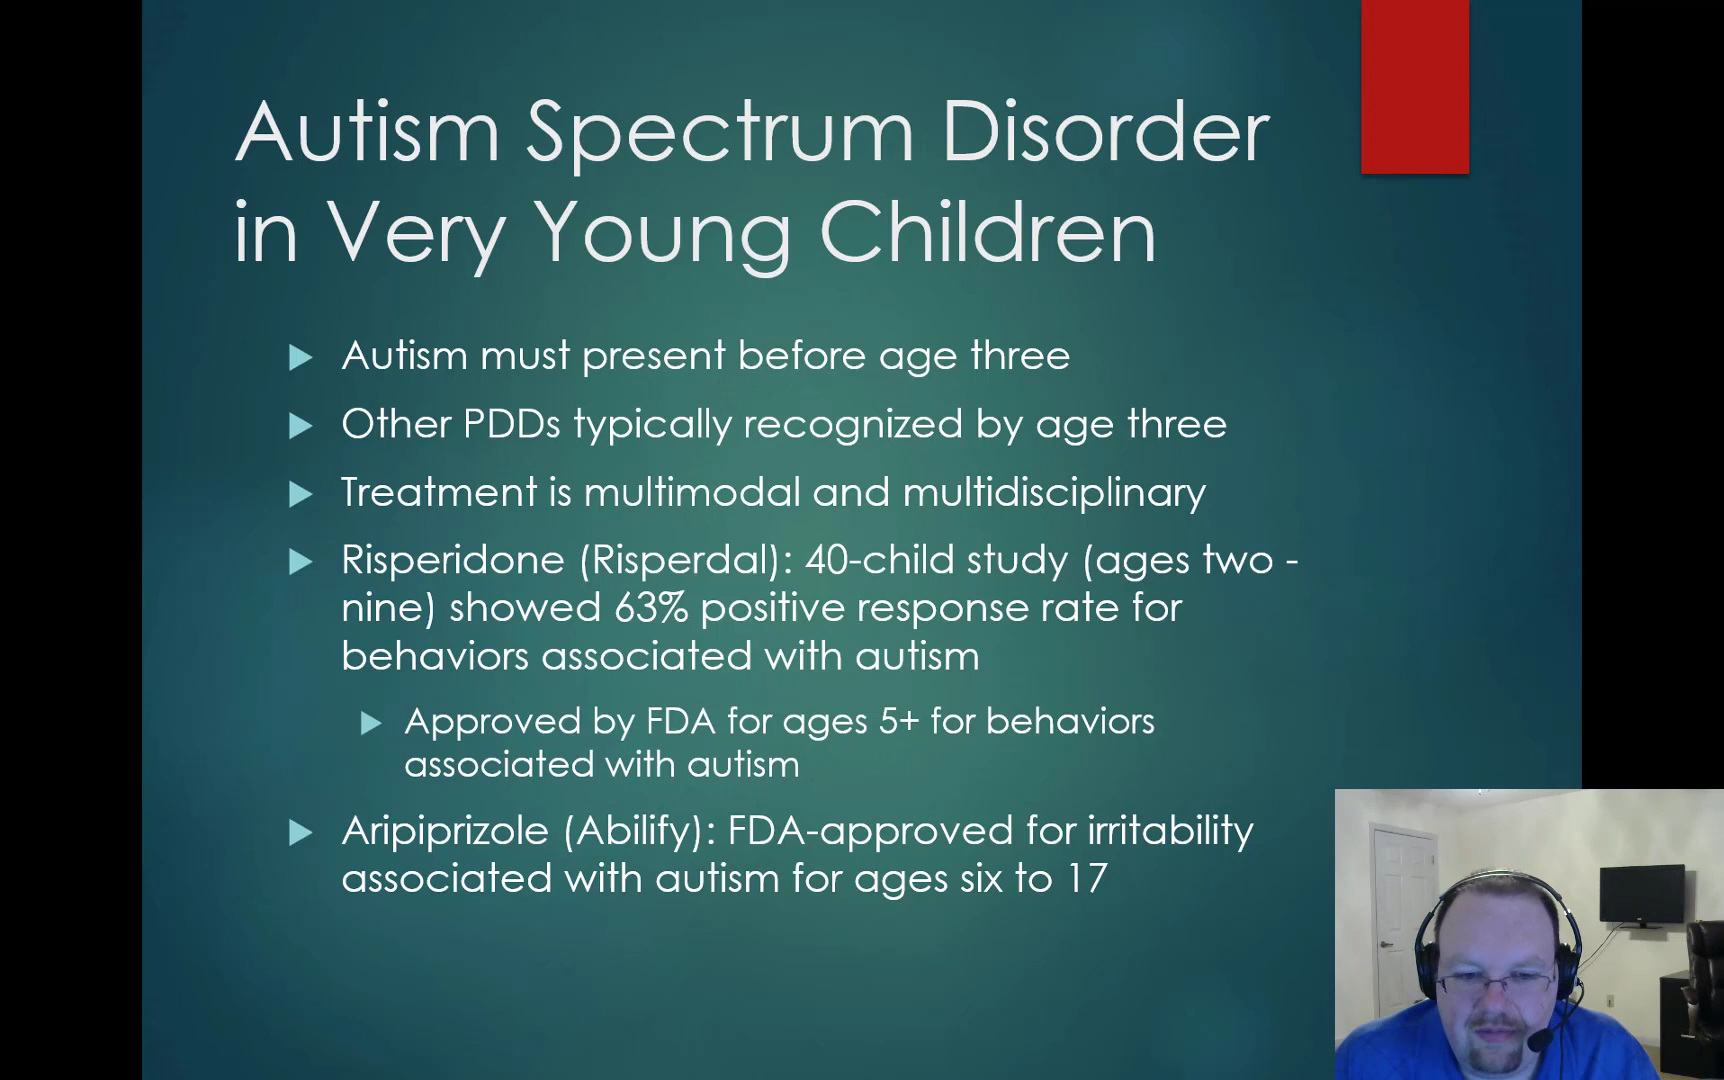 Autism Spectrum Disorder
in Very Young Children
Autism must present before age three
Other PDDs typically recognized by age three
Treatment is multimodal and multidisciplinary
Risperidone (Risperdal): 40-child study (ages two -
nine) showed 63% positive response rate for
behaviors associated with autism
Approved by FDA for ages 5+ for behaviors
associated with autism
Aripiprizole (Abilify): FDA-approved for irritability
associated with autism for ages six to 17